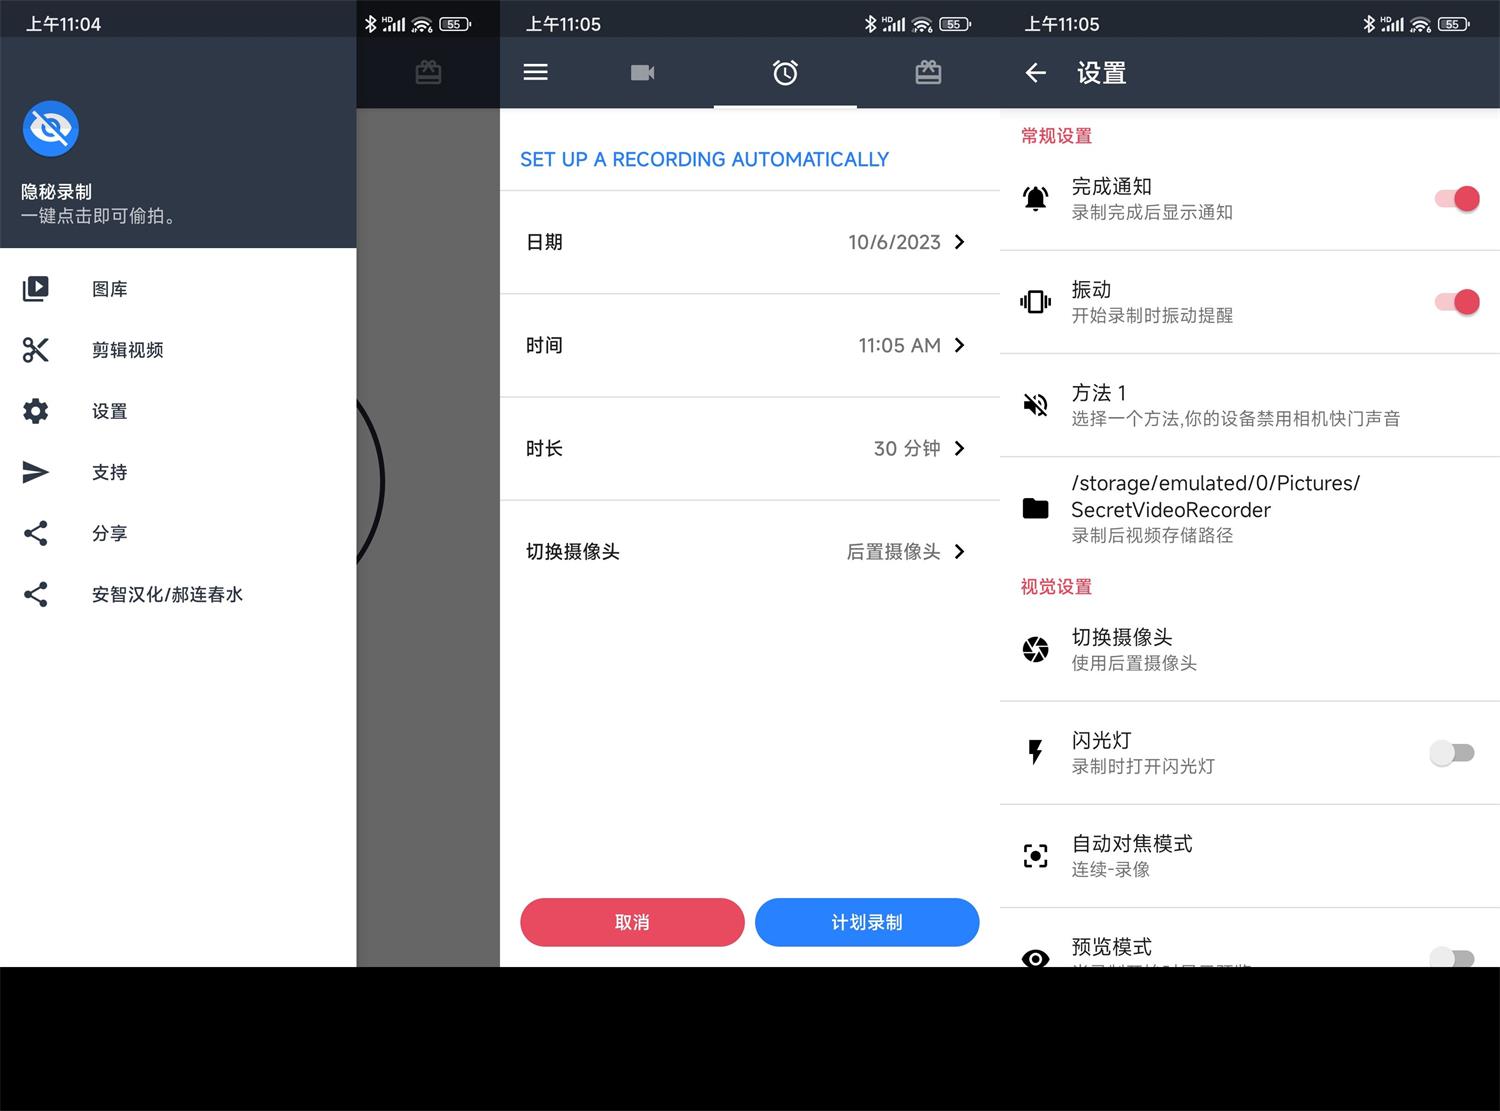 上午11:04
HD
6
55
隐秘录制
一键点击即可偷拍。
图库
剪辑视频
设置
支持
分享
安智汉化/郝连春水
上午11:05
HD
6
55
SET UP A RECORDING AUTOMATICALLY
日期
10/6/2023
时间
11:05 AM
时长
30 分钟
切换摄像头
后置摄像头
取消
计划录制
上午11:05
HD
6
55
设置
常规设置
完成通知
录制完成后显示通知
振动
开始录制时振动提醒
方法 1
选择一个方法,你的设备禁用相机快门声音
/storage/emulated/0/Pictures/
SecretVideoRecorder
录制后视频存储路径
视觉设置
切换摄像头
使用后置摄像头
闪光灯
录制时打开闪光灯
自动对焦模式
连续-录像
预览模式